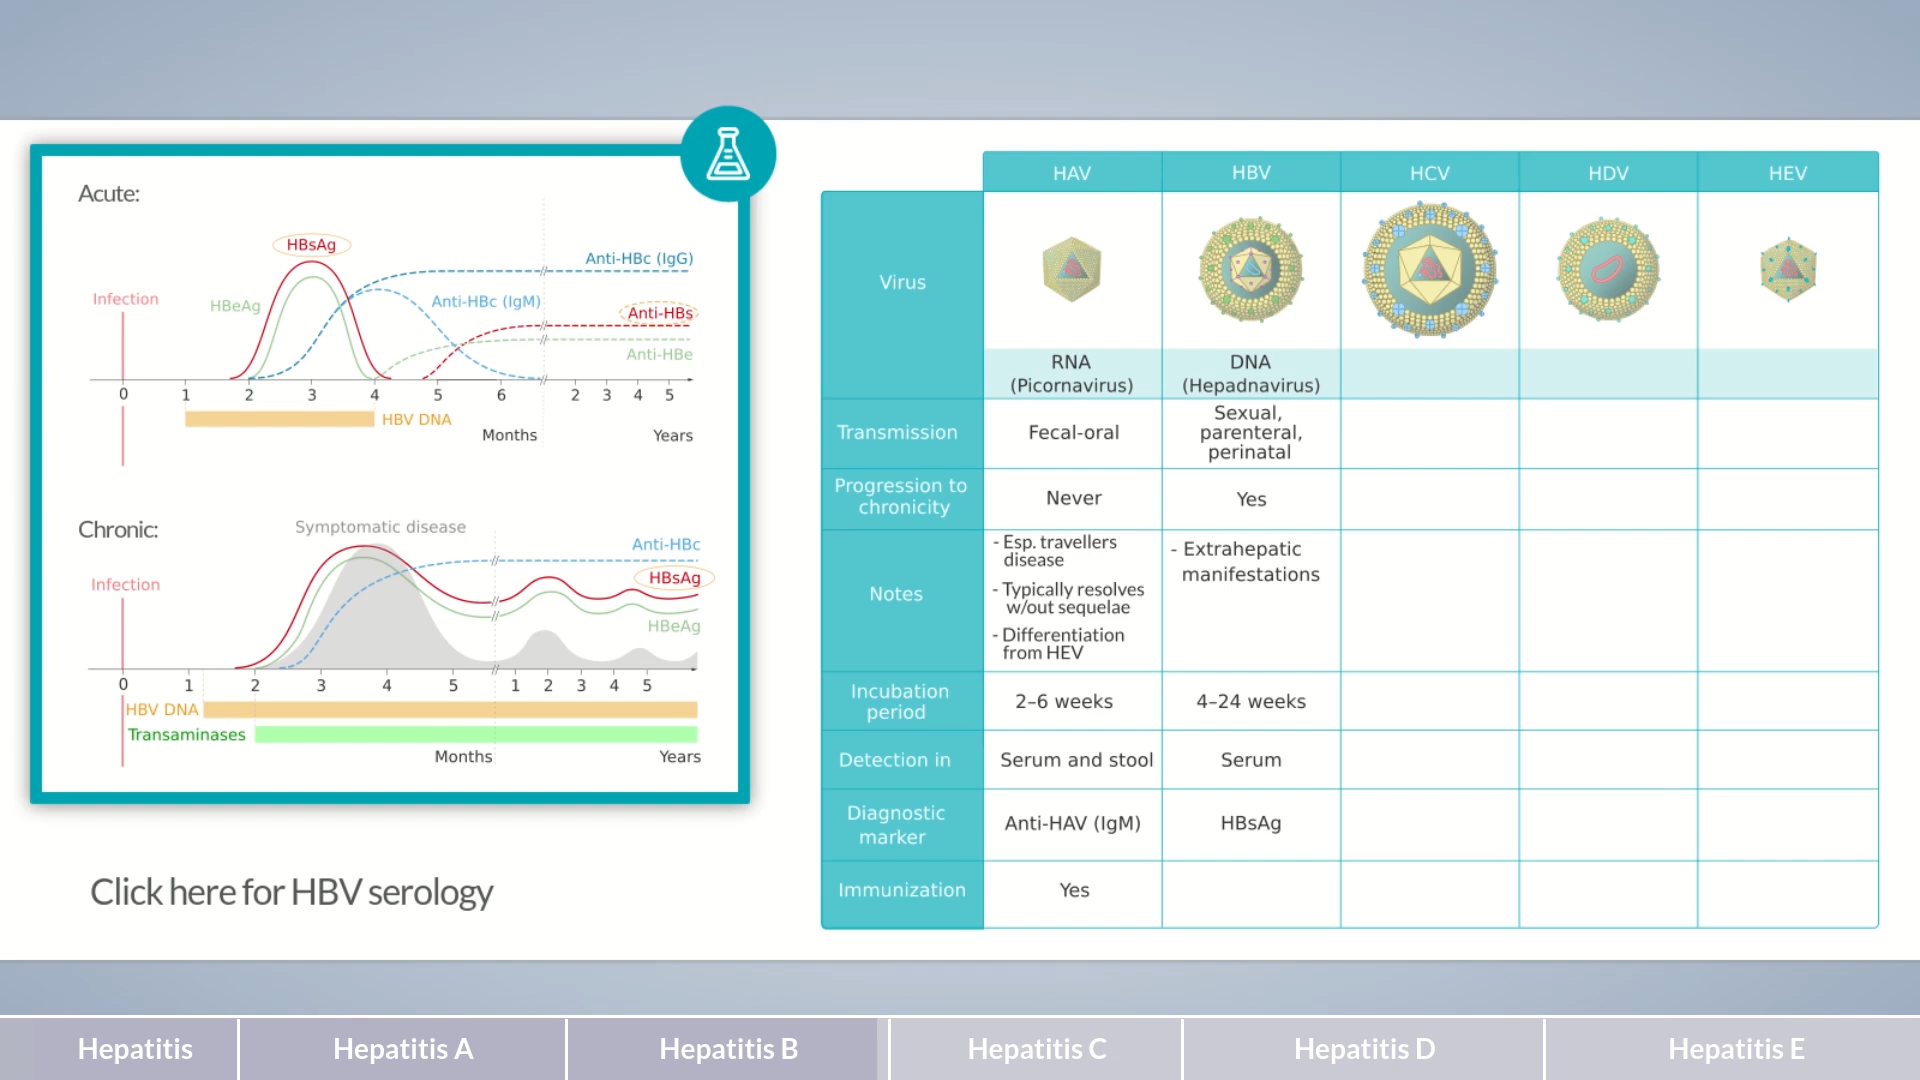 Acute:
HBsAg
Anti-HBc (IgG)
Infection
HBeAg
Anti-HBc (IgM)
Anti-HBs
Anti-HBe
0 1 2 3 4 5 6 2 3 4 5
HBV DNA
Months Years
Chronic:
Symptomatic disease
Anti-HBc
Infection
HBsAg
HBeAg
0 1 2 3 4 5 1 2 3 4 5
HBV DNA
Transaminases
Months Years
Click here for HBV serology
HAV HBV HCV HDV HEV
Virus
RNA
(Picornavirus)
DNA
(Hepadnavirus)
Transmission
Fecal-oral
Sexual,
parenteral,
perinatal
Progression to
chronicity
Never
Yes
Notes
- Esp. travellers
disease
- Typically resolves
w/out sequelae
- Differentiation
from HEV
- Extrahepatic
manifestations
Incubation
period
2–6 weeks
4–24 weeks
Detection in
Serum and stool
Serum
Diagnostic
marker
Anti-HAV (IgM)
HBsAg
Immunization
Yes
Hepatitis Hepatitis A Hepatitis B Hepatitis C Hepatitis D Hepatitis E